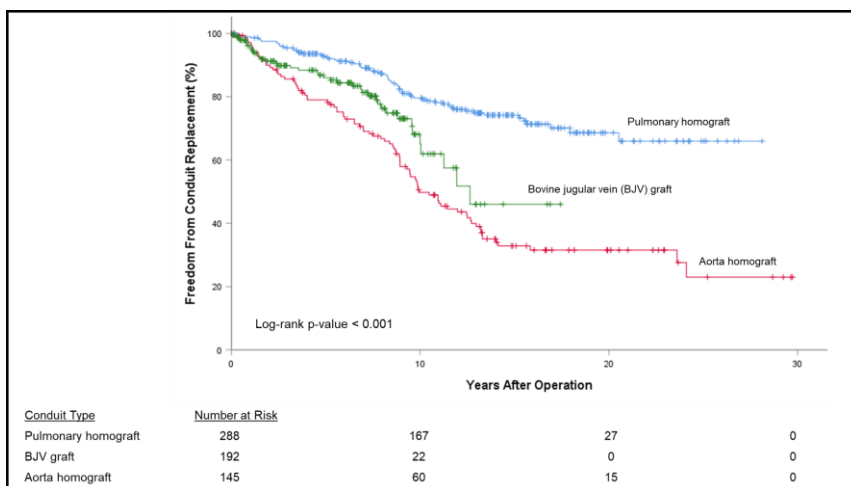 Freedom From Conduit Replacement (%)
100
80
60
40
20
0
Pulmonary homograft
Bovine jugular vein (BJV) graft
Aorta homograft
Log-rank p-value < 0.001
0 10 20 30
Years After Operation
Conduit Type Number at Risk
Pulmonary homograft 288 167 27 0
BJV graft 192 22 0 0
Aorta homograft 145 60 15 0